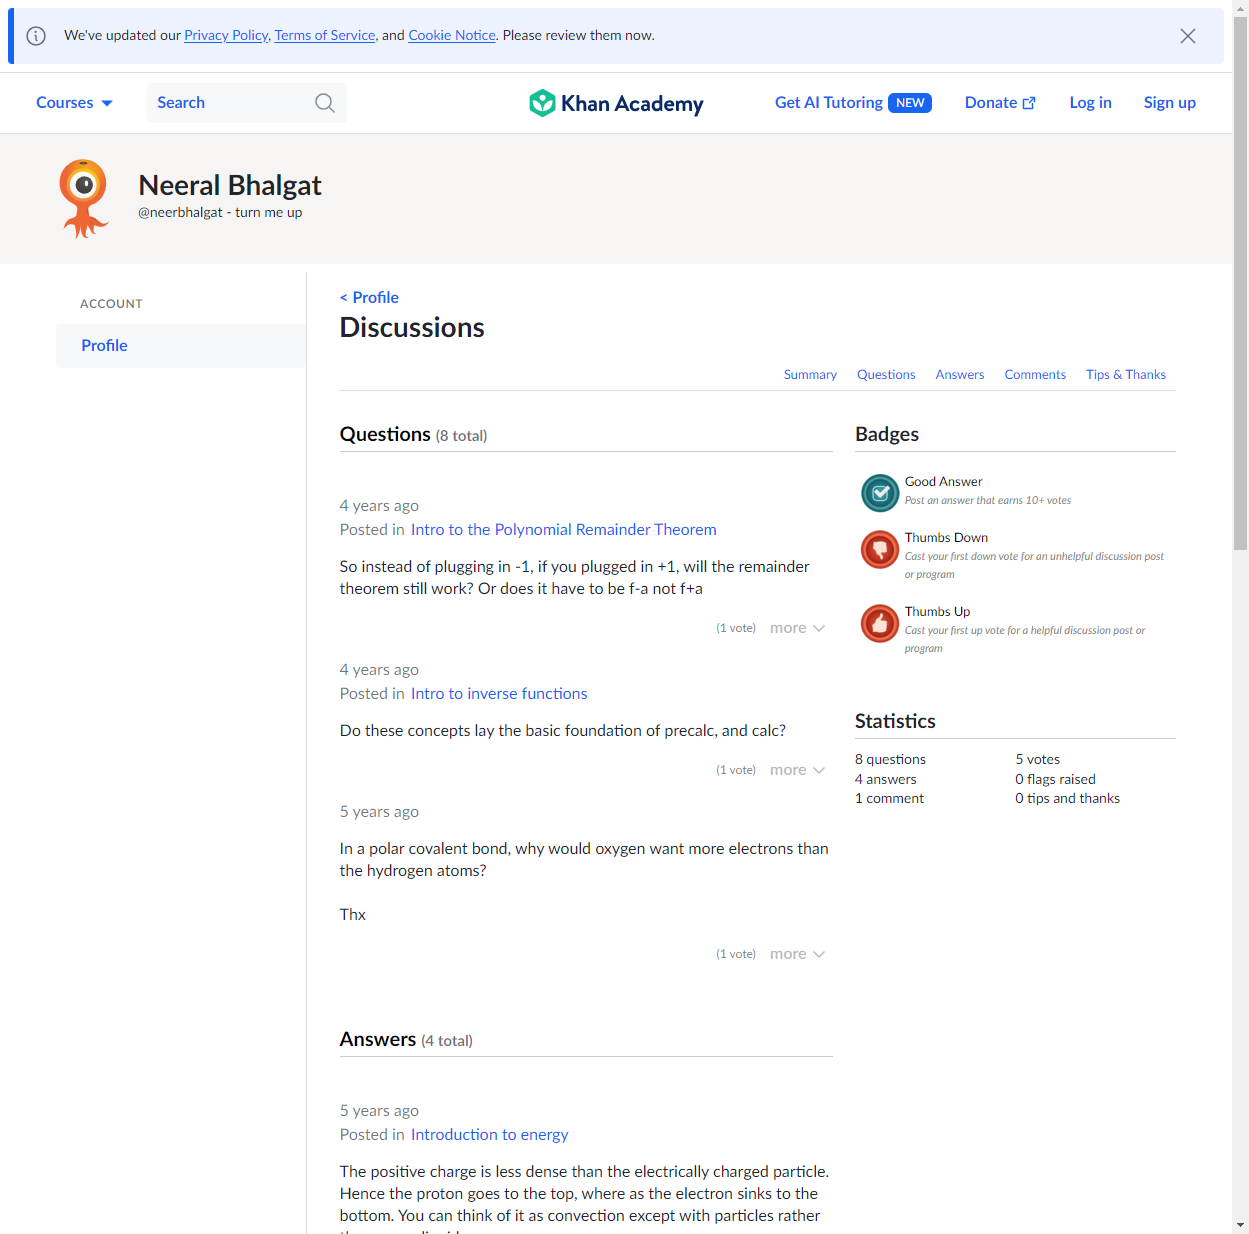 We've updated our Privacy Policy, Terms of Service, and Cookie Notice. Please review them now.
Courses
Search
Khan Academy
Get AI Tutoring NEW
Donate
Log in
Sign up
Neeral Bhalgat
@neerbhalgat - turn me up
ACCOUNT
Profile
< Profile
Discussions
Summary
Questions
Answers
Comments
Tips & Thanks
Questions (8 total)
4 years ago
Posted in Intro to the Polynomial Remainder Theorem
So instead of plugging in -1, if you plugged in +1, will the remainder
theorem still work? Or does it have to be f-a not f+a
(1 vote) more
4 years ago
Posted in Intro to inverse functions
Do these concepts lay the basic foundation of precalc, and calc?
(1 vote) more
5 years ago
In a polar covalent bond, why would oxygen want more electrons than
the hydrogen atoms?
Thx
(1 vote) more
Answers (4 total)
5 years ago
Posted in Introduction to energy
The positive charge is less dense than the electrically charged particle.
Hence the proton goes to the top, where as the electron sinks to the
bottom. You can think of it as convection except with particles rather
Badges
Good Answer
Post an answer that earns 10+ votes
Thumbs Down
Cast your first down vote for an unhelpful discussion post
or program
Thumbs Up
Cast your first up vote for a helpful discussion post or
program
Statistics
8 questions
5 votes
4 answers
0 flags raised
1 comment
0 tips and thanks